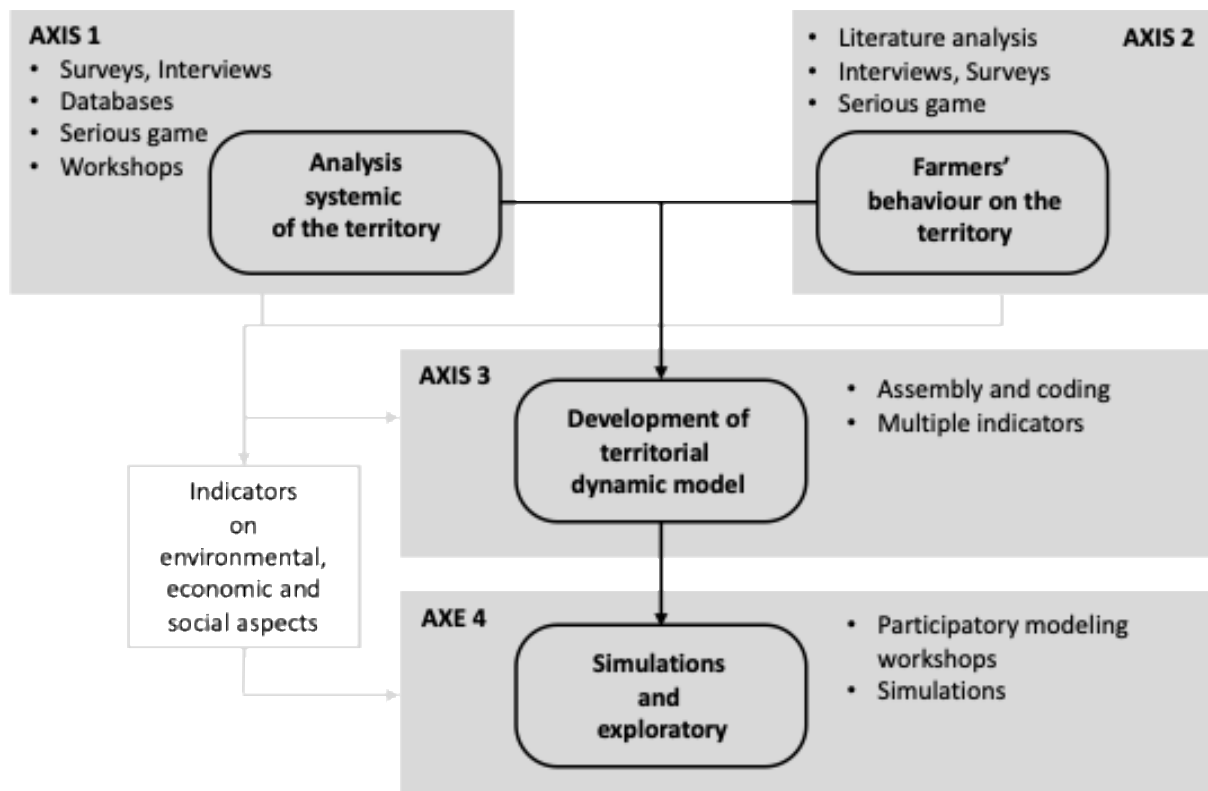 AXIS 1
• Surveys, Interviews
• Databases
• Serious game
• Workshops
Analysis
systemic
of the territory
• Literature analysis
AXIS 2
• Interviews, Surveys
• Serious game
Farmers’
behaviour on the
territory
AXIS 3
Development of
territorial
dynamic model
• Assembly and coding
• Multiple indicators
Indicators
on
environmental,
economic and
social aspects
AXE 4
Simulations
and
exploratory
• Participatory modeling
workshops
• Simulations